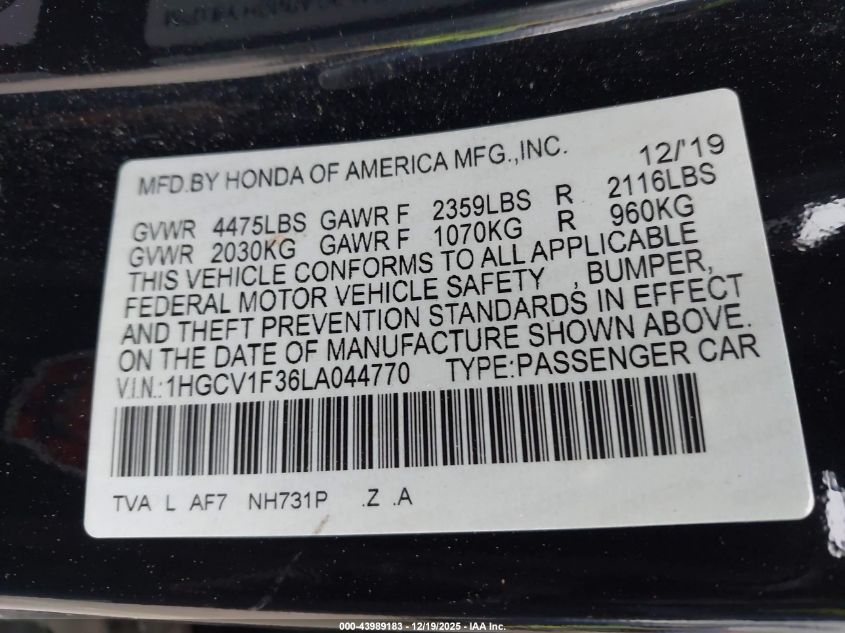 MFD.BY HONDA OF AMERICA MFG.,INC. 12/'19
GVWR 4475LBS GAWR F 2359LBS R 2116LBS
GVWR 2030KG GAWR F 1070KG R 960KG
THIS VEHICLE CONFORMS TO ALL APPLICABLE
FEDERAL MOTOR VEHICLE SAFETY , BUMPER,
AND THEFT PREVENTION STANDARDS IN EFFECT
ON THE DATE OF MANUFACTURE SHOWN ABOVE.
V.I.N.:1HGCV1F36LA044770 TYPE:PASSENGER CAR
TVA L AF7 NH731P .Z .A
000-43989183 - 12/19/2025 - IAA Inc.